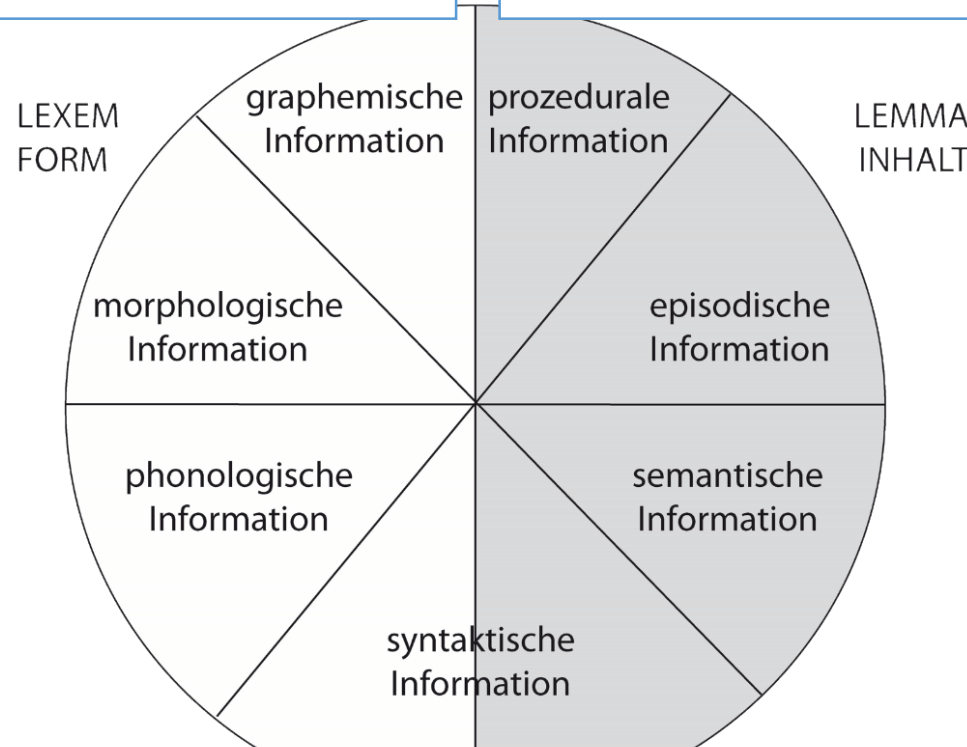 graphemische
Information
prozedurale
Information
LEXEM
FORM
LEMMA
INHALT
morphologische
Information
episodische
Information
phonologische
Information
semantische
Information
syntaktische
Information